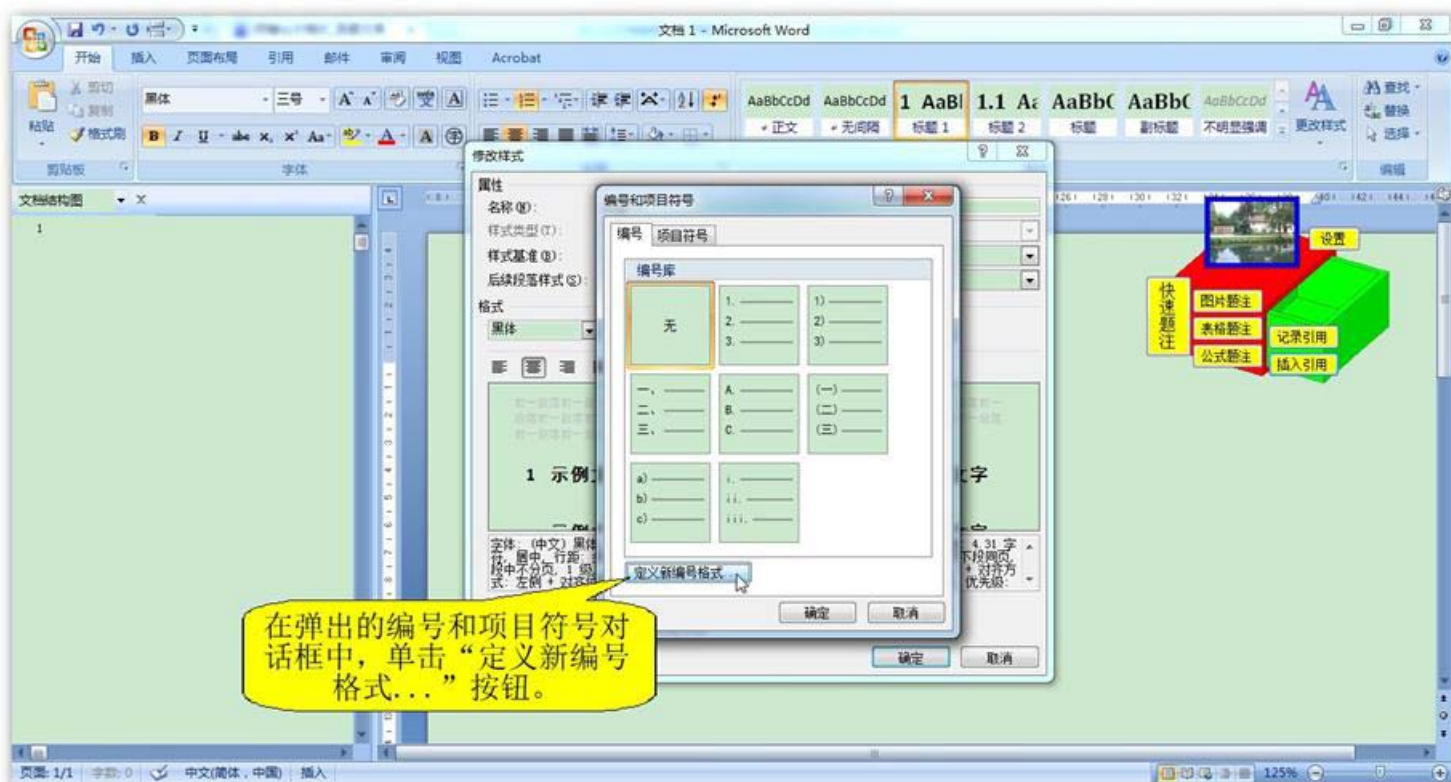 文档 1 - Microsoft Word
开始 插入 页面布局 引用 邮件 审阅 视图 Acrobat
剪切
复制
粘贴 格式刷
黑体 三号
AaBbCcDd AaBbCcDd 1 AaBl 1.1 Aa AaBb( AaBb( AaBbCcDd
正文 无间隔 标题 1 标题 2 标题 副标题 不明显强调 更改样式
查找
替换
选择
剪贴板 字体 编辑
文档结构图
1
修改样式
属性
名称(N):
样式类型(T):
样式基准(B):
后续段落样式(S):
格式
黑体
1 示例
字
编号和项目符号
编号 项目符号
编号库
无
1.
2.
3.
1)
2)
3)
一、
二、
三、
A.
B.
C.
(一)
(二)
(三)
a)
b)
c)
i.
ii.
iii.
定义新编号格式...
确定 取消
确定 取消
设置
快速题注
图片题注
表格题注
公式题注
记录引用
插入引用
在弹出的编号和项目符号对
话框中，单击“定义新编号
格式...”按钮。
页面: 1/1 字数: 0 中文(简体，中国) 插入 125%